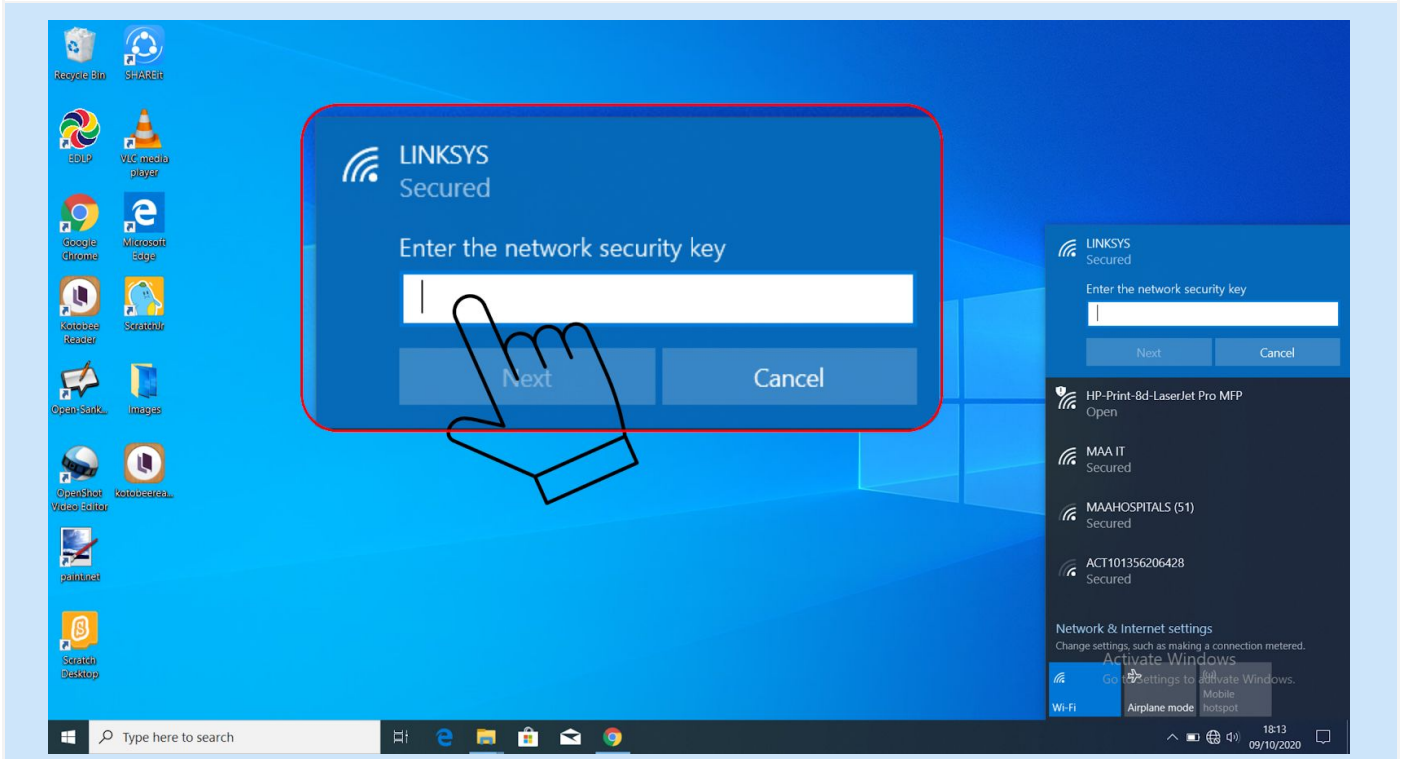 Recycle Bin
SHAREit
EDLP
VLC media
player
Google
Chrome
Microsoft
Edge
Kotobee
Reader
ScratchJr
Open-Sank...
Images
OpenShot
Video Editor
Kotobeerea...
paint.net
Scratch
Desktop
LINKSYS
Secured
Enter the network security key
Next
Cancel
LINKSYS
Secured
Enter the network security key
Next
Cancel
HP-Print-8d-LaserJet Pro MFP
Open
MAA IT
Secured
MAAHOSPITALS (51)
Secured
ACT101356206428
Secured
Network & Internet settings
Change settings, such as making a connection metered.
Activate Windows
Go to Settings to activate Windows.
Wi-Fi
Airplane mode
Mobile
hotspot
Type here to search
18:13
09/10/2020